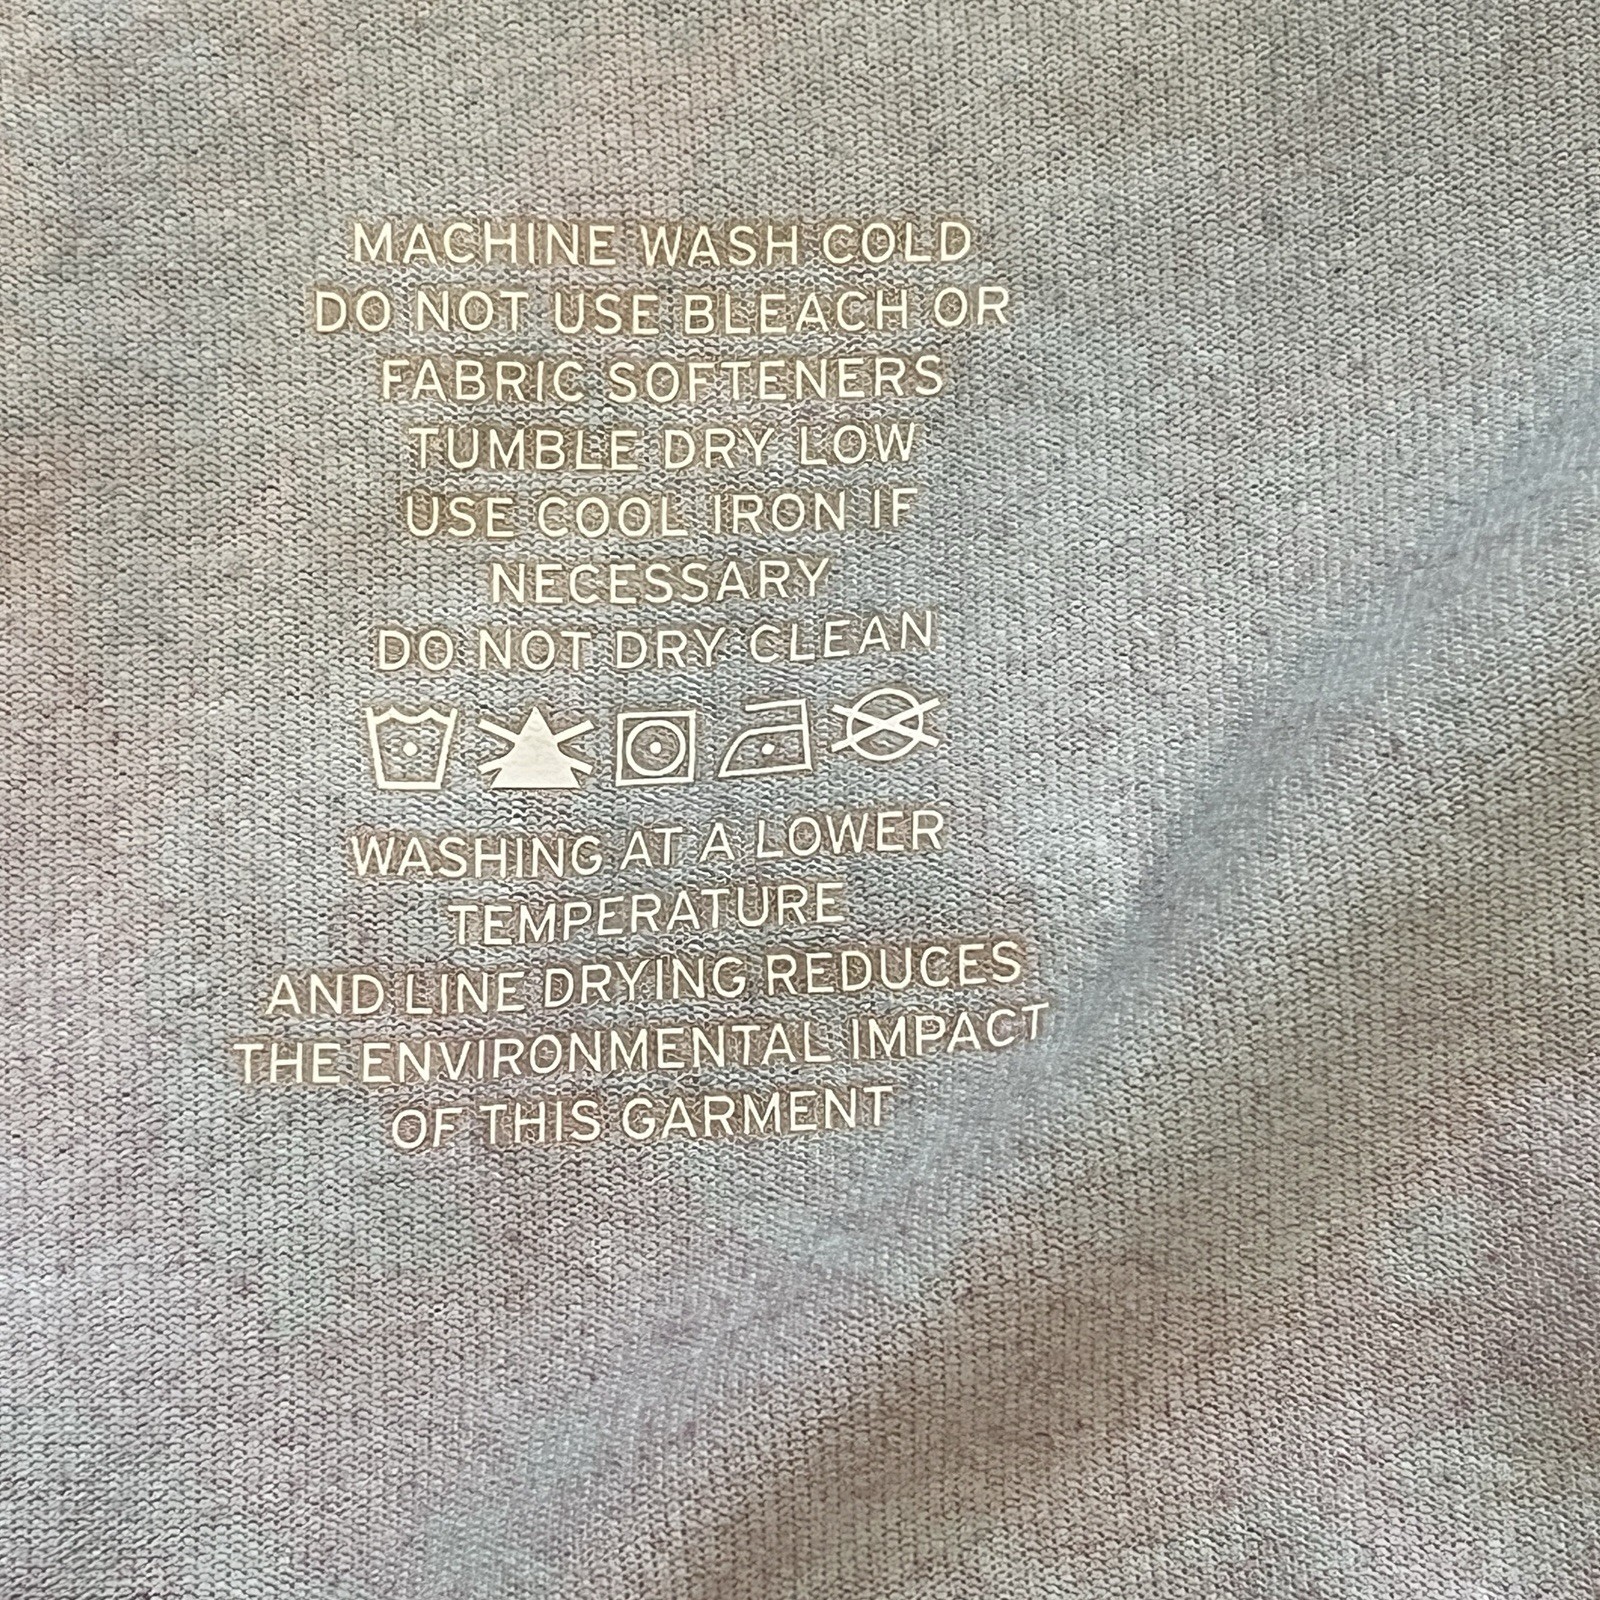 MACHINE WASH COLD
DO NOT USE BLEACH OR
FABRIC SOFTENERS
TUMBLE DRY LOW
USE COOL IRON IF
NECESSARY
DO NOT DRY CLEAN
WASHING AT A LOWER
TEMPERATURE
AND LINE DRYING REDUCES
THE ENVIRONMENTAL IMPACT
OF THIS GARMENT